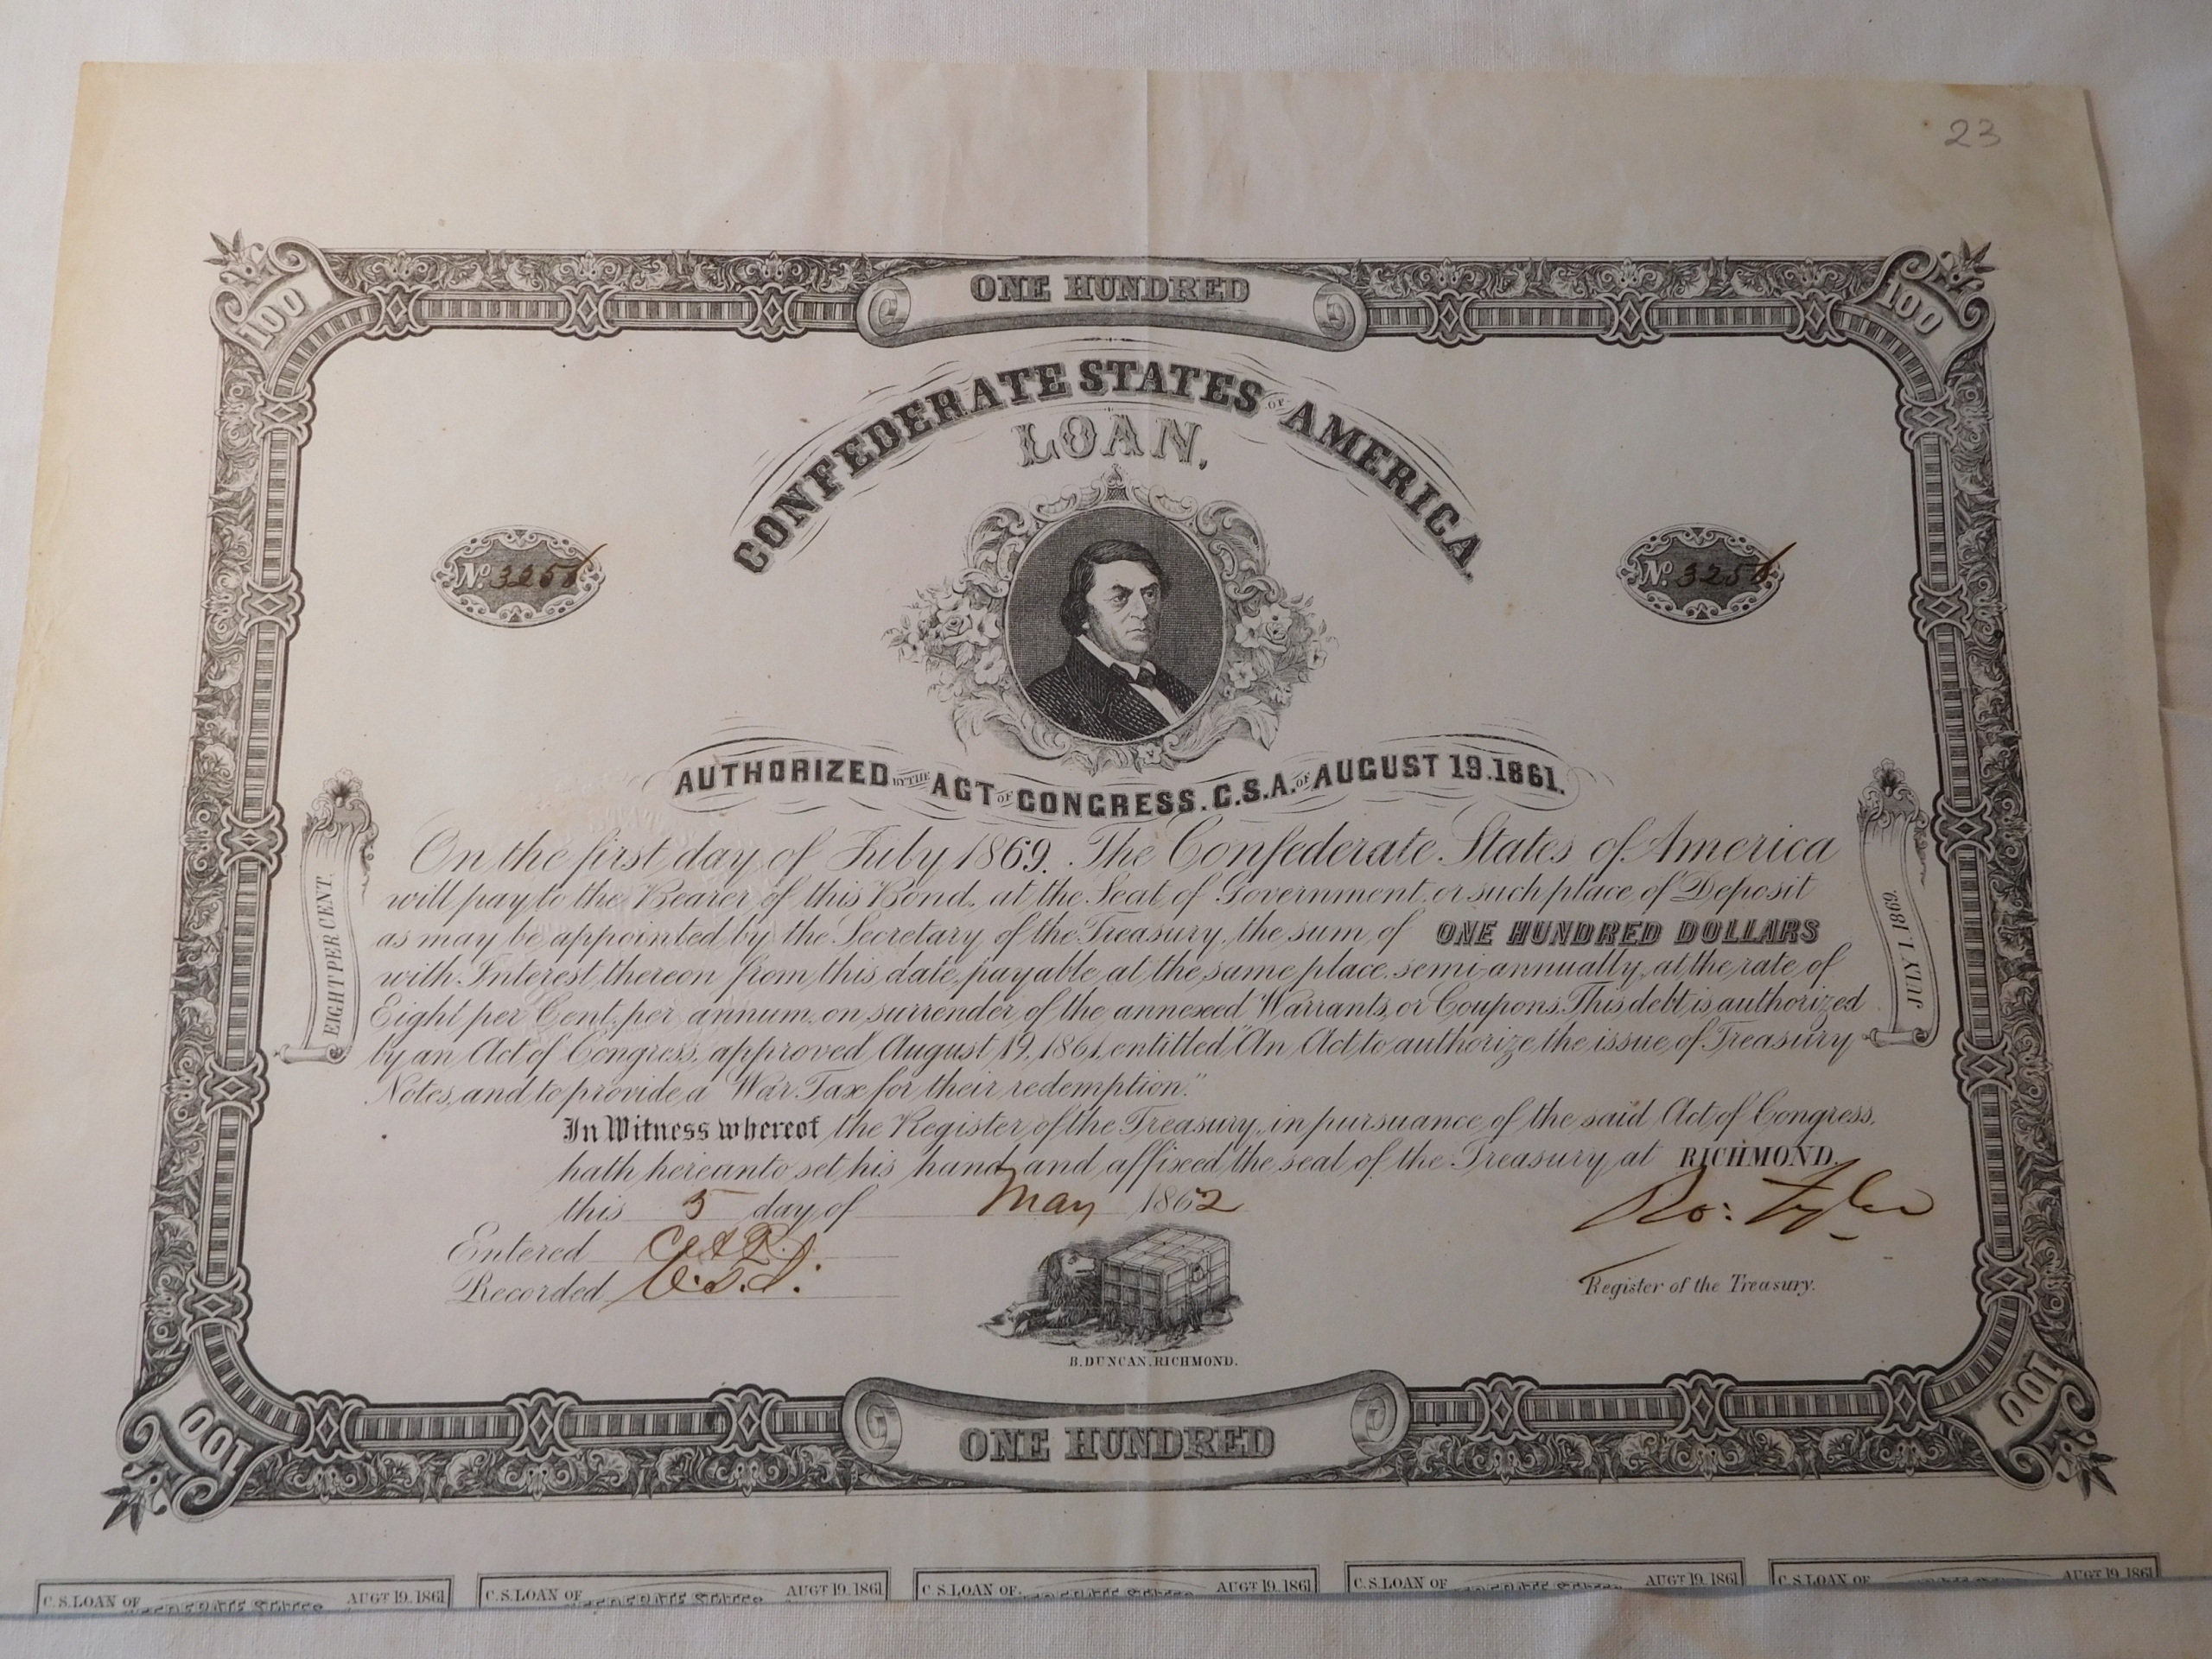 23
ONE HUNDRED
100
100
CONFEDERATE STATES OF AMERICA.
LOAN,
No. 3256
No. 3256
AUTHORIZED BY THE ACT OF CONGRESS. C.S.A. OF AUGUST 19.1861.
EIGHT PER CENT.
JULY 1. 1869.
On the first day of July 1869. The Confederate States of America
will pay to the Bearer of this Bond, at the Seat of Government or such place of Deposit
as may be appointed by the Secretary of the Treasury, the sum of ONE HUNDRED DOLLARS
with Interest thereon from this date, payable at the same place, semi-annually, at the rate of
Eight per Cent. per annum, on surrender of the annexed Warrants, or Coupons. This debt is authorized
by an Act of Congress, approved August 19, 1861, entitled "An Act to authorize the issue of Treasury
Notes, and to provide a War Tax for their redemption."
In Witness whereof the Register of the Treasury, in pursuance of the said Act of Congress,
hath hereunto set his hand, and affixed the seal of the Treasury at RICHMOND,
this 5 day of May 1862
Ro: Tyler
Entered
Recorded
Register of the Treasury.
B. DUNCAN. RICHMOND.
100
100
ONE HUNDRED
C. S. LOAN OF AUGT 19. 1861
C. S. LOAN OF AUGT 19. 1861
C. S. LOAN OF AUGT 19. 1861
C. S. LOAN OF AUGT 19. 1861
C. S. LOAN OF AUGT 19. 1861